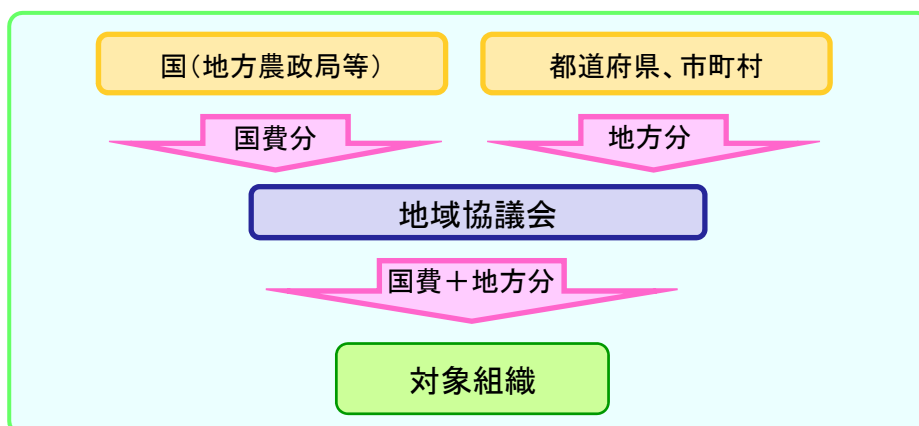 国（地方農政局等）
都道府県、市町村
国費分
地方分
地域協議会
国費＋地方分
対象組織